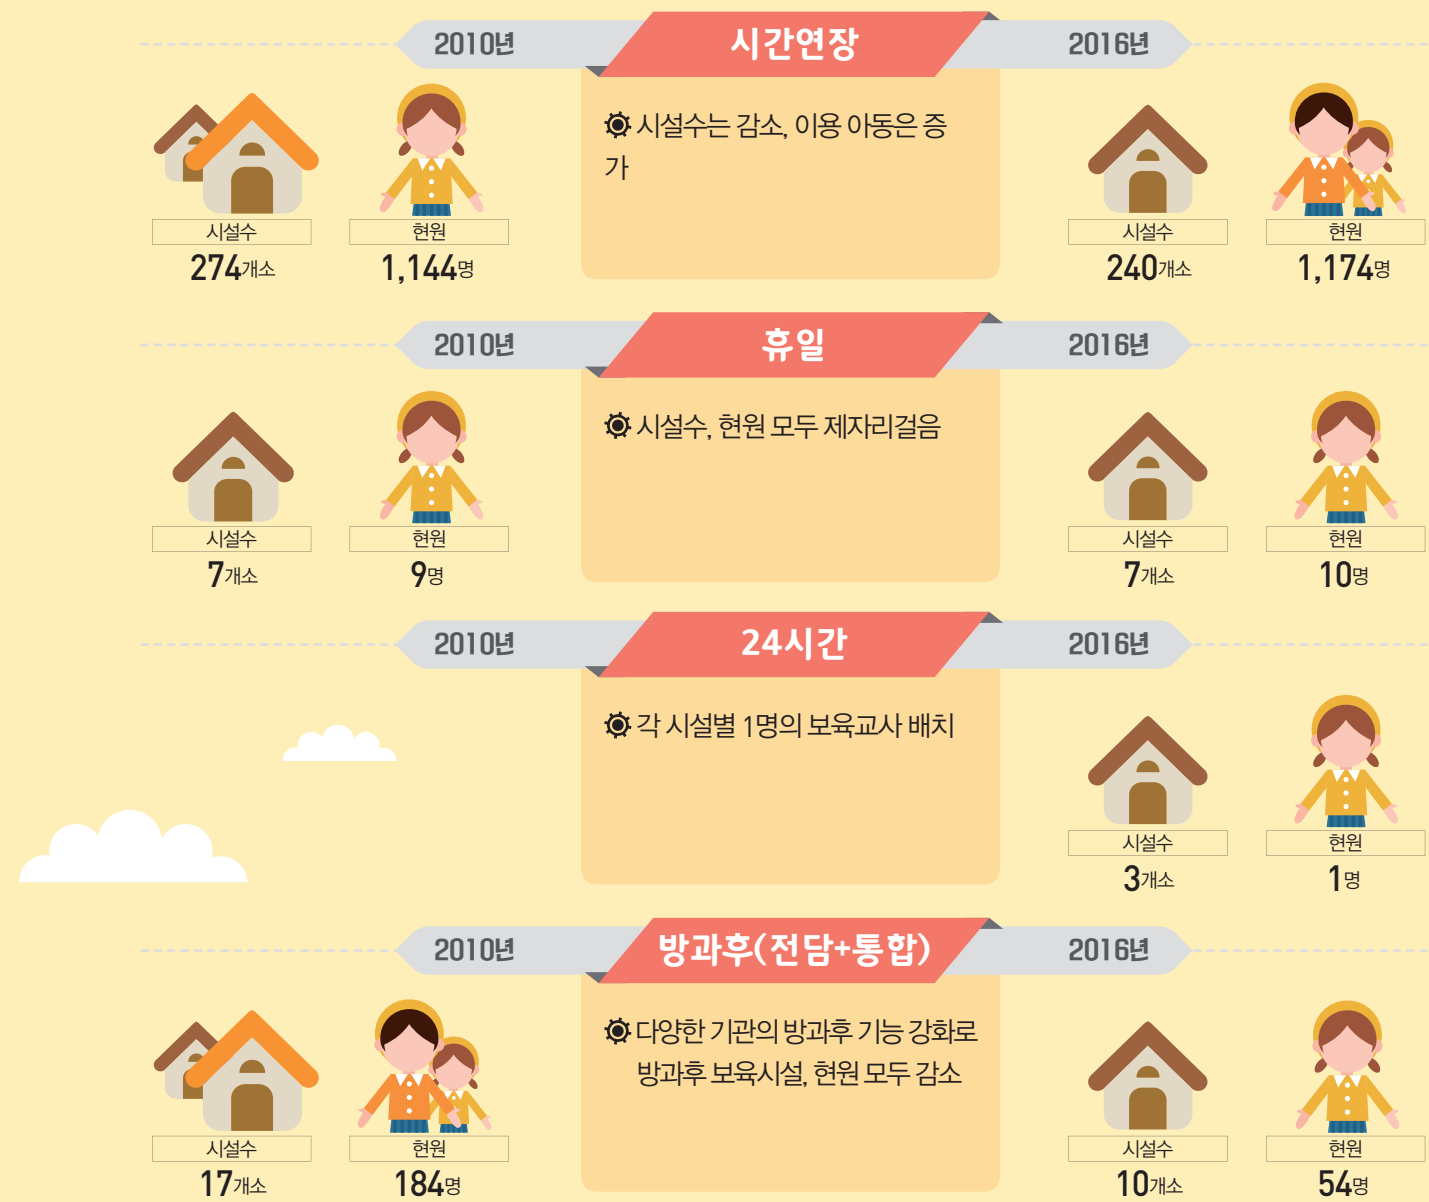 2010년 시간연장 2016년
시설수는 감소, 이용 아동은 증
가
시설수 현원 시설수 현원
274개소 1,144명 240개소 1,174명
2010년 휴일 2016년
시설수, 현원 모두 제자리걸음
시설수 현원 시설수 현원
7개소 9명 7개소 10명
2010년 24시간 2016년
각 시설별 1명의 보육교사 배치
시설수 현원
3개소 1명
2010년 방과후(전담+통합) 2016년
다양한 기관의 방과후 기능 강화로
방과후 보육시설, 현원 모두 감소
시설수 현원 시설수 현원
17개소 184명 10개소 54명